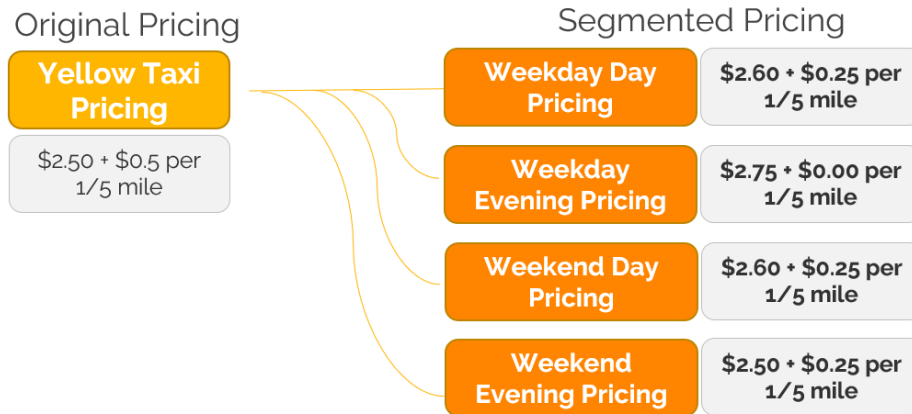 Original Pricing
Yellow Taxi
Pricing
$2.50 + $0.5 per
1/5 mile
Segmented Pricing
Weekday Day
Pricing
$2.60 + $0.25 per
1/5 mile
Weekday
Evening Pricing
$2.75 + $0.00 per
1/5 mile
Weekend Day
Pricing
$2.60 + $0.25 per
1/5 mile
Weekend
Evening Pricing
$2.50 + $0.25 per
1/5 mile